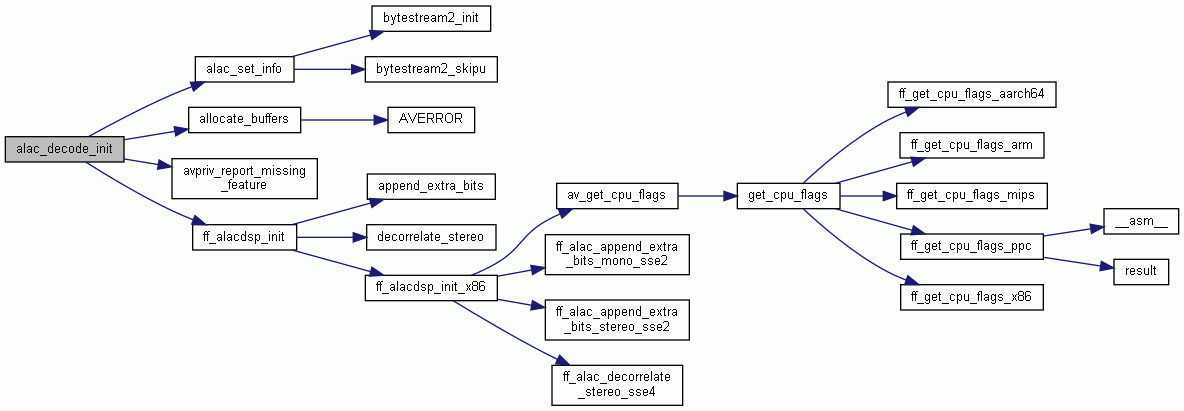 alac_decode_init
alac_set_info
bytestream2_init
bytestream2_skipu
allocate_buffers
AVERROR
avpriv_report_missing
_feature
ff_alacdsp_init
append_extra_bits
decorrelate_stereo
ff_alacdsp_init_x86
av_get_cpu_flags
ff_alac_append_extra
_bits_mono_sse2
ff_alac_append_extra
_bits_stereo_sse2
ff_alac_decorrelate
_stereo_sse4
get_cpu_flags
ff_get_cpu_flags_aarch64
ff_get_cpu_flags_arm
ff_get_cpu_flags_mips
ff_get_cpu_flags_ppc
ff_get_cpu_flags_x86
__asm__
result